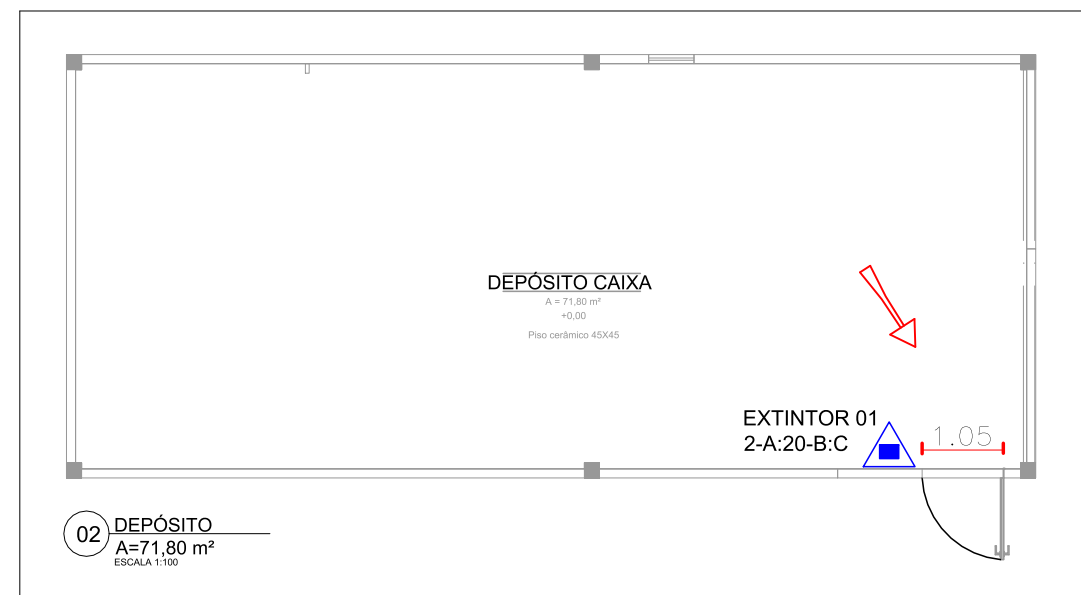 DEPÓSITO CAIXA
A = 71,80 m²
+0,00
Piso cerâmico 45X45
EXTINTOR 01
2-A:20-B:C
1.05
02
DEPÓSITO
A=71,80 m²
ESCALA 1:100